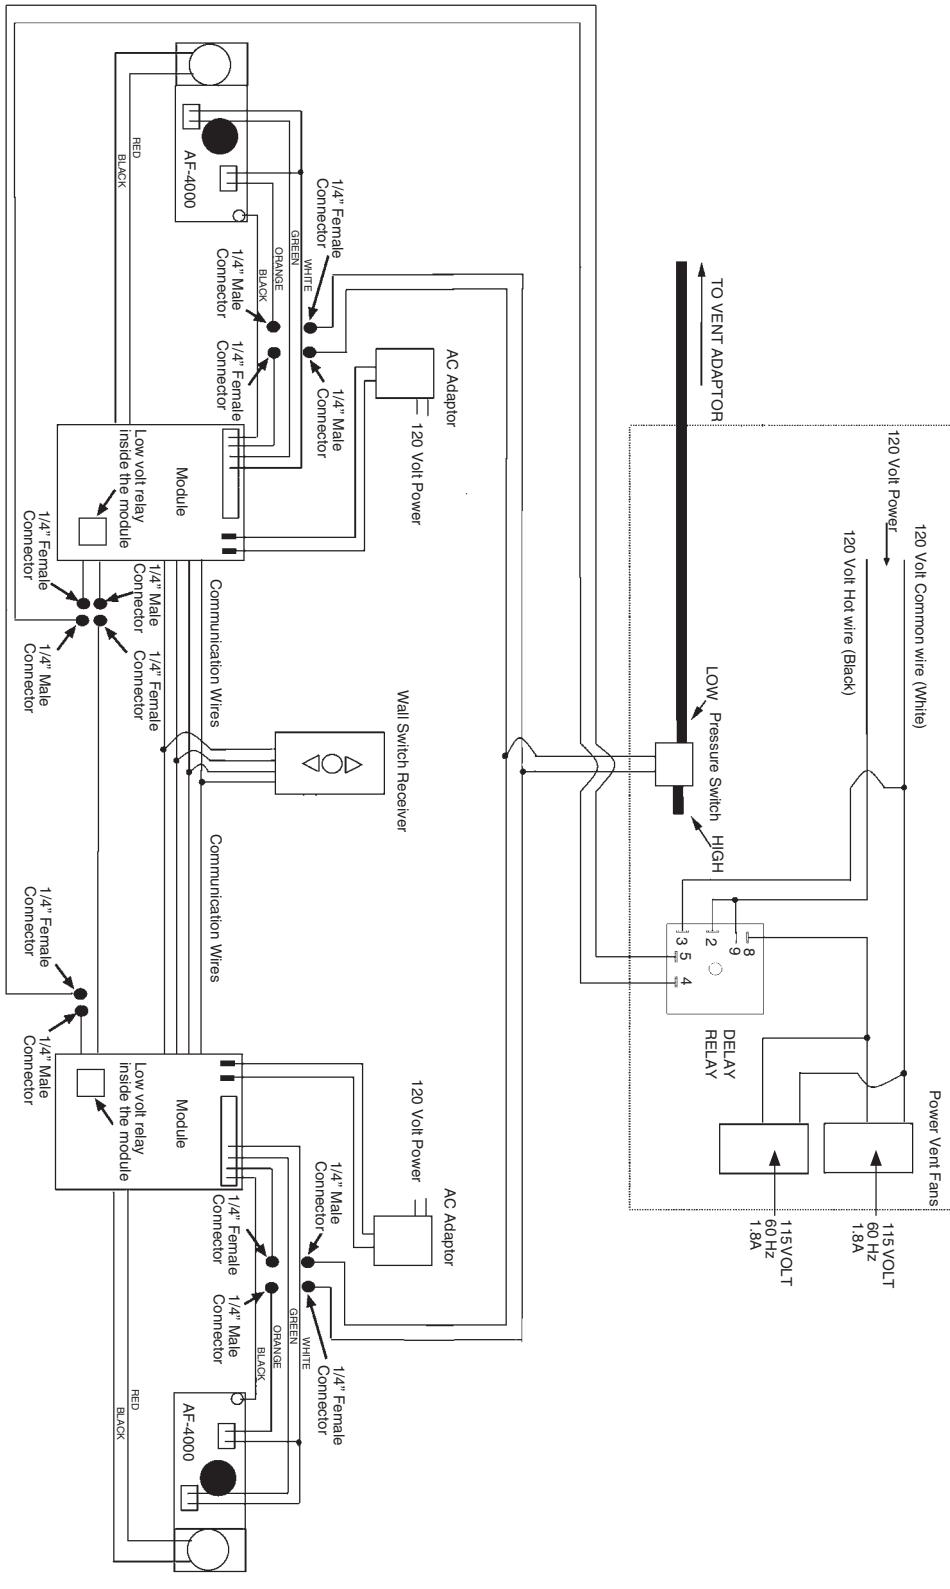 TO VENT ADAPTOR
120 Volt Power
120 Volt Common wire (White)
120 Volt Hot wire (Black)
LOW Pressure Switch HIGH
3
2
9
8
5
4
DELAY
RELAY
Power Vent Fans
115 VOLT
60 Hz
1.8A
115 VOLT
60 Hz
1.8A
AF-4000
RED
BLACK
WHITE
GREEN
ORANGE
BLACK
1/4" Female
Connector
1/4" Male
Connector
1/4" Female
Connector
1/4" Male
Connector
AC Adaptor
120 Volt Power
Module
Low volt relay
inside the module
1/4" Female
Connector
1/4" Male
Connector
1/4" Female
Connector
1/4" Male
Connector
Communication Wires
Wall Switch Receiver
Communication Wires
1/4" Female
Connector
1/4" Male
Connector
Module
Low volt relay
inside the module
120 Volt Power
AC Adaptor
1/4" Male
Connector
1/4" Female
Connector
1/4" Male
Connector
1/4" Female
Connector
WHITE
GREEN
ORANGE
BLACK
RED
BLACK
AF-4000